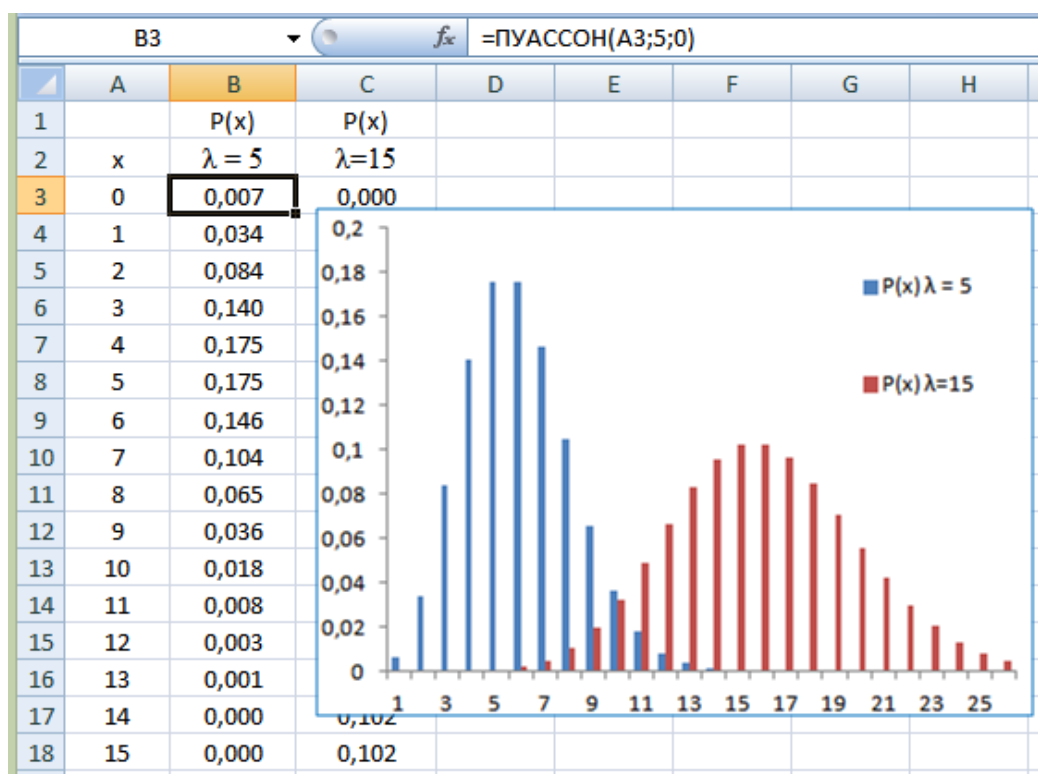 B3 fx =ПУАССОН(A3;5;0)
A B C D E F G H
1 P(x) P(x)
2 x λ = 5 λ=15
3 0 0,007 0,000
4 1 0,034
5 2 0,084
6 3 0,140
7 4 0,175
8 5 0,175
9 6 0,146
10 7 0,104
11 8 0,065
12 9 0,036
13 10 0,018
14 11 0,008
15 12 0,003
16 13 0,001
17 14 0,000 0,102
18 15 0,000 0,102
0,2
0,18
0,16
0,14
0,12
0,1
0,08
0,06
0,04
0,02
0
1 3 5 7 9 11 13 15 17 19 21 23 25
P(x) λ = 5
P(x) λ=15